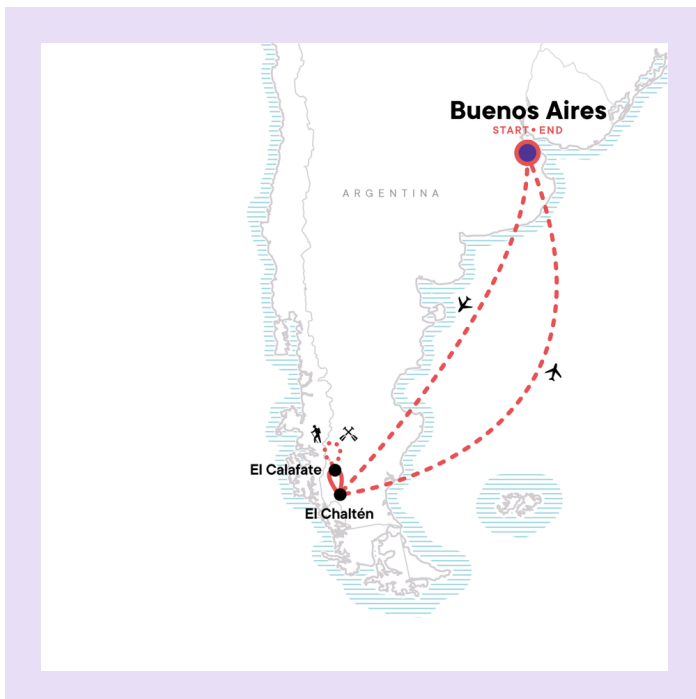 Buenos Aires
START • END
ARGENTINA
El Calafate
El Chaltén